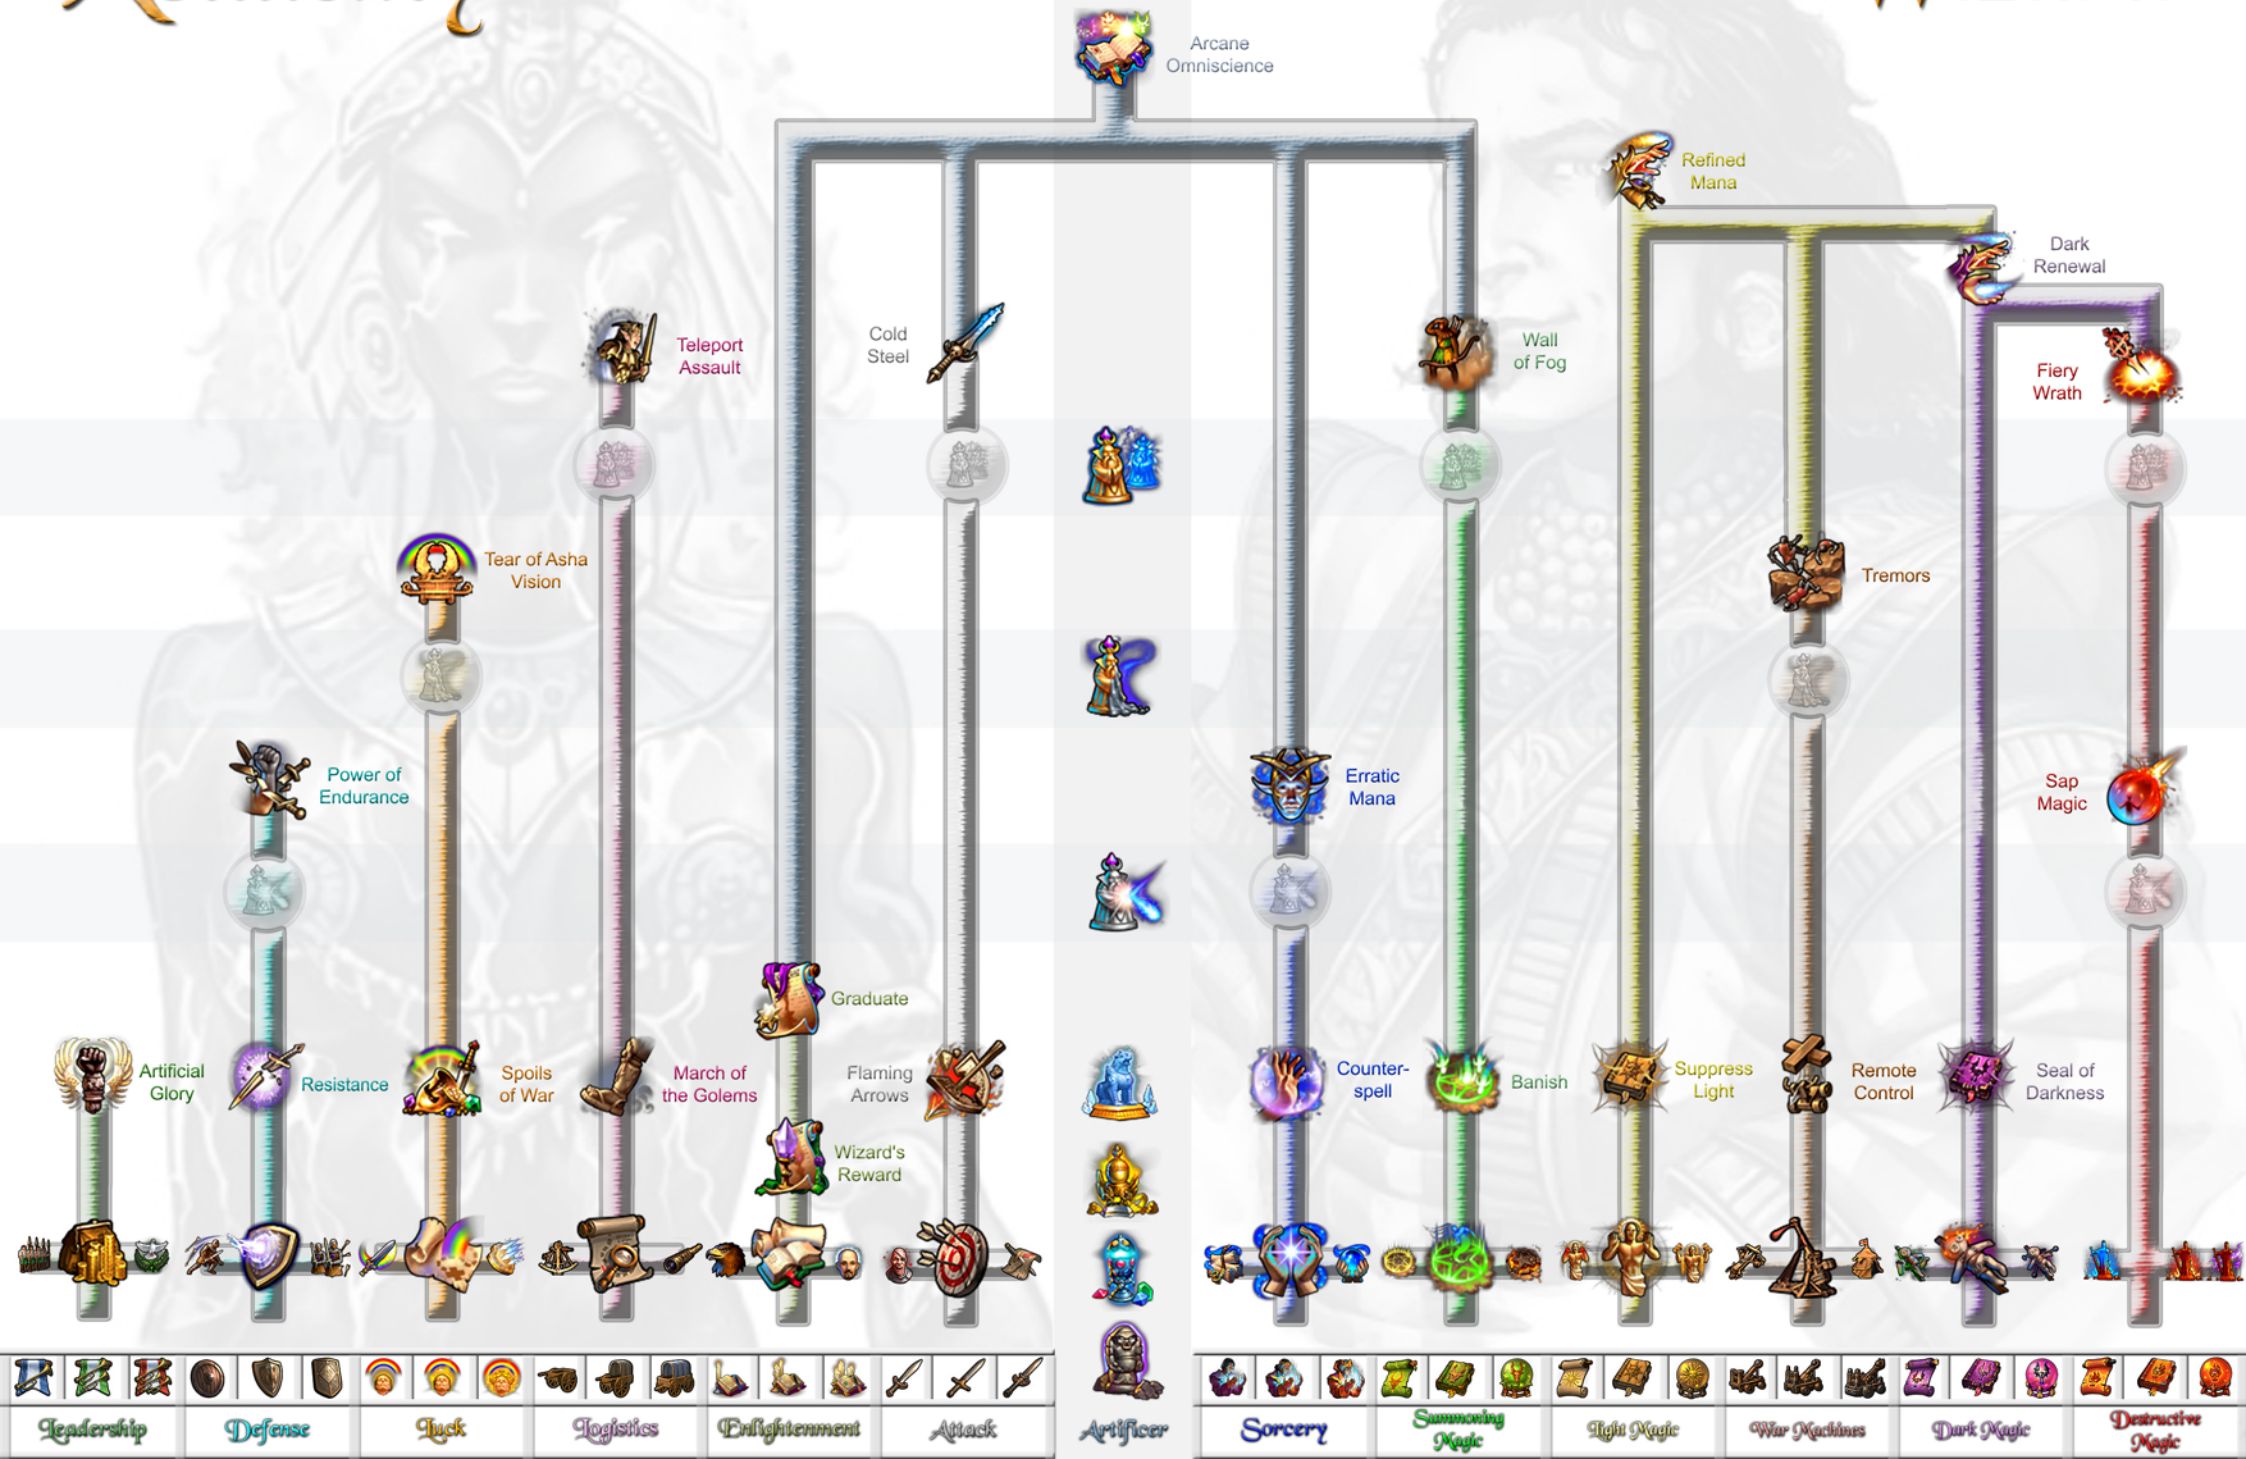 Arcane
Omniscience
Refined
Mana
Dark
Renewal
Teleport
Assault
Cold
Steel
Wall
of Fog
Fiery
Wrath
Tear of Asha
Vision
Tremors
Power of
Endurance
Erratic
Mana
Sap
Magic
Graduate
Artificial
Glory
Resistance
Spoils
of War
March of
the Golems
Flaming
Arrows
Counter-
spell
Banish
Suppress
Light
Remote
Control
Seal of
Darkness
Wizard's
Reward
Leadership
Defense
Luck
Logistics
Enlightenment
Attack
Artificer
Sorcery
Summoning
Magic
Light Magic
War Machines
Dark Magic
Destructive
Magic